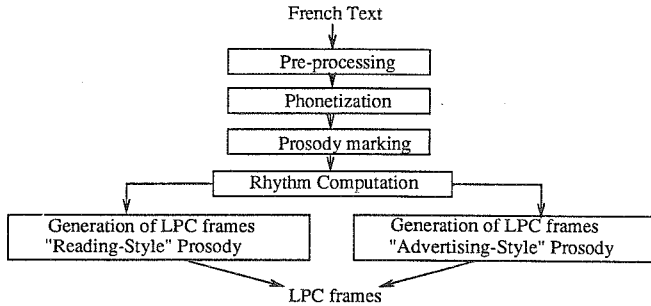 French Text
Pre-processing
Phonetization
Prosody marking
Rhythm Computation
Generation of LPC frames
"Reading-Style" Prosody
Generation of LPC frames
"Advertising-Style" Prosody
LPC frames